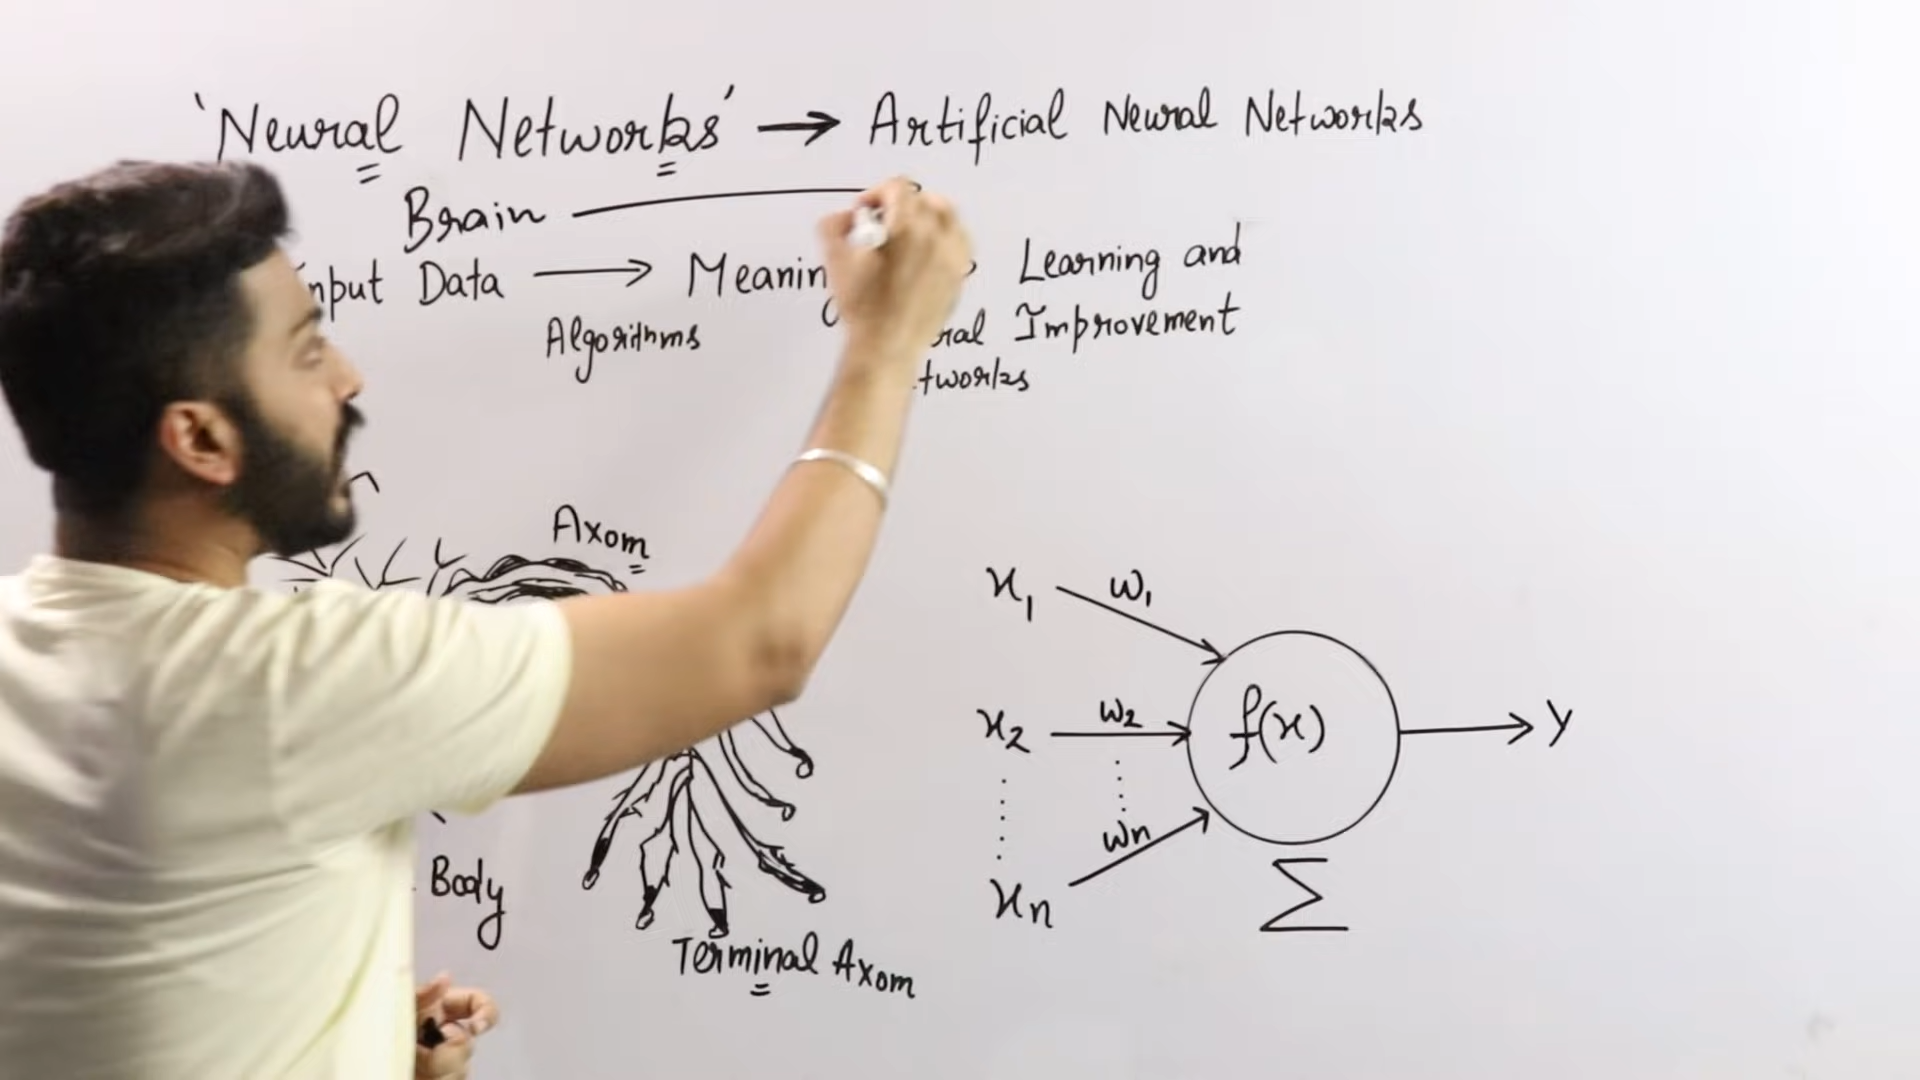 'Neural Networks' → Artificial Neural Networks
Brain
Input Data → Learning and
Algorithms Improvement
Axom
x1 w1
x2 w2 f(x) → y
wn
xn
Σ
Body
Terminal Axom